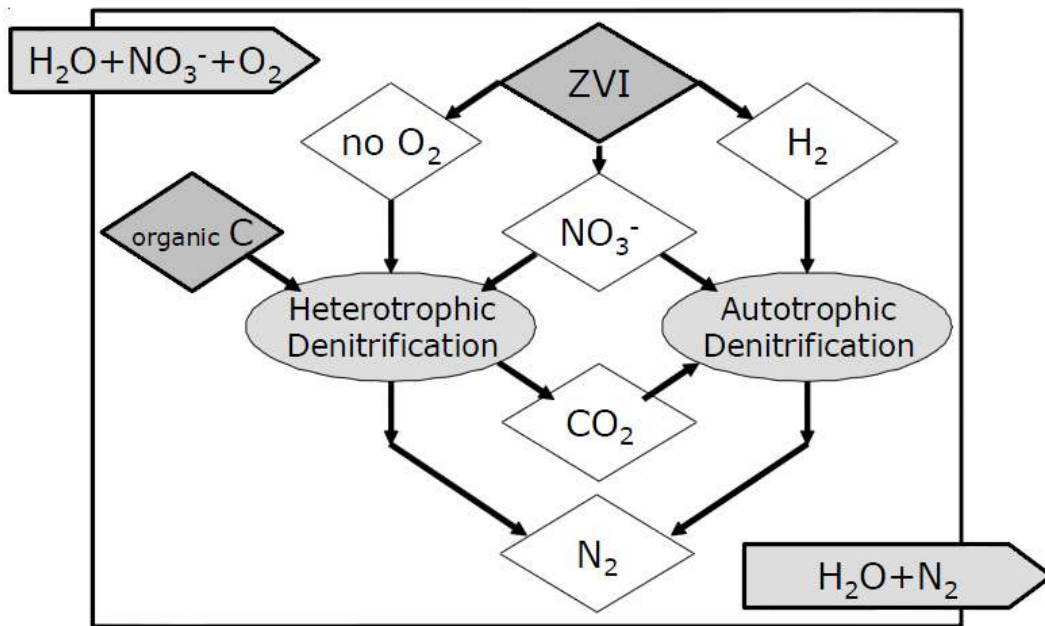 H₂O+NO₃⁻+O₂
ZVI
no O₂
H₂
organic C
NO₃⁻
Heterotrophic
Denitrification
Autotrophic
Denitrification
CO₂
N₂
H₂O+N₂